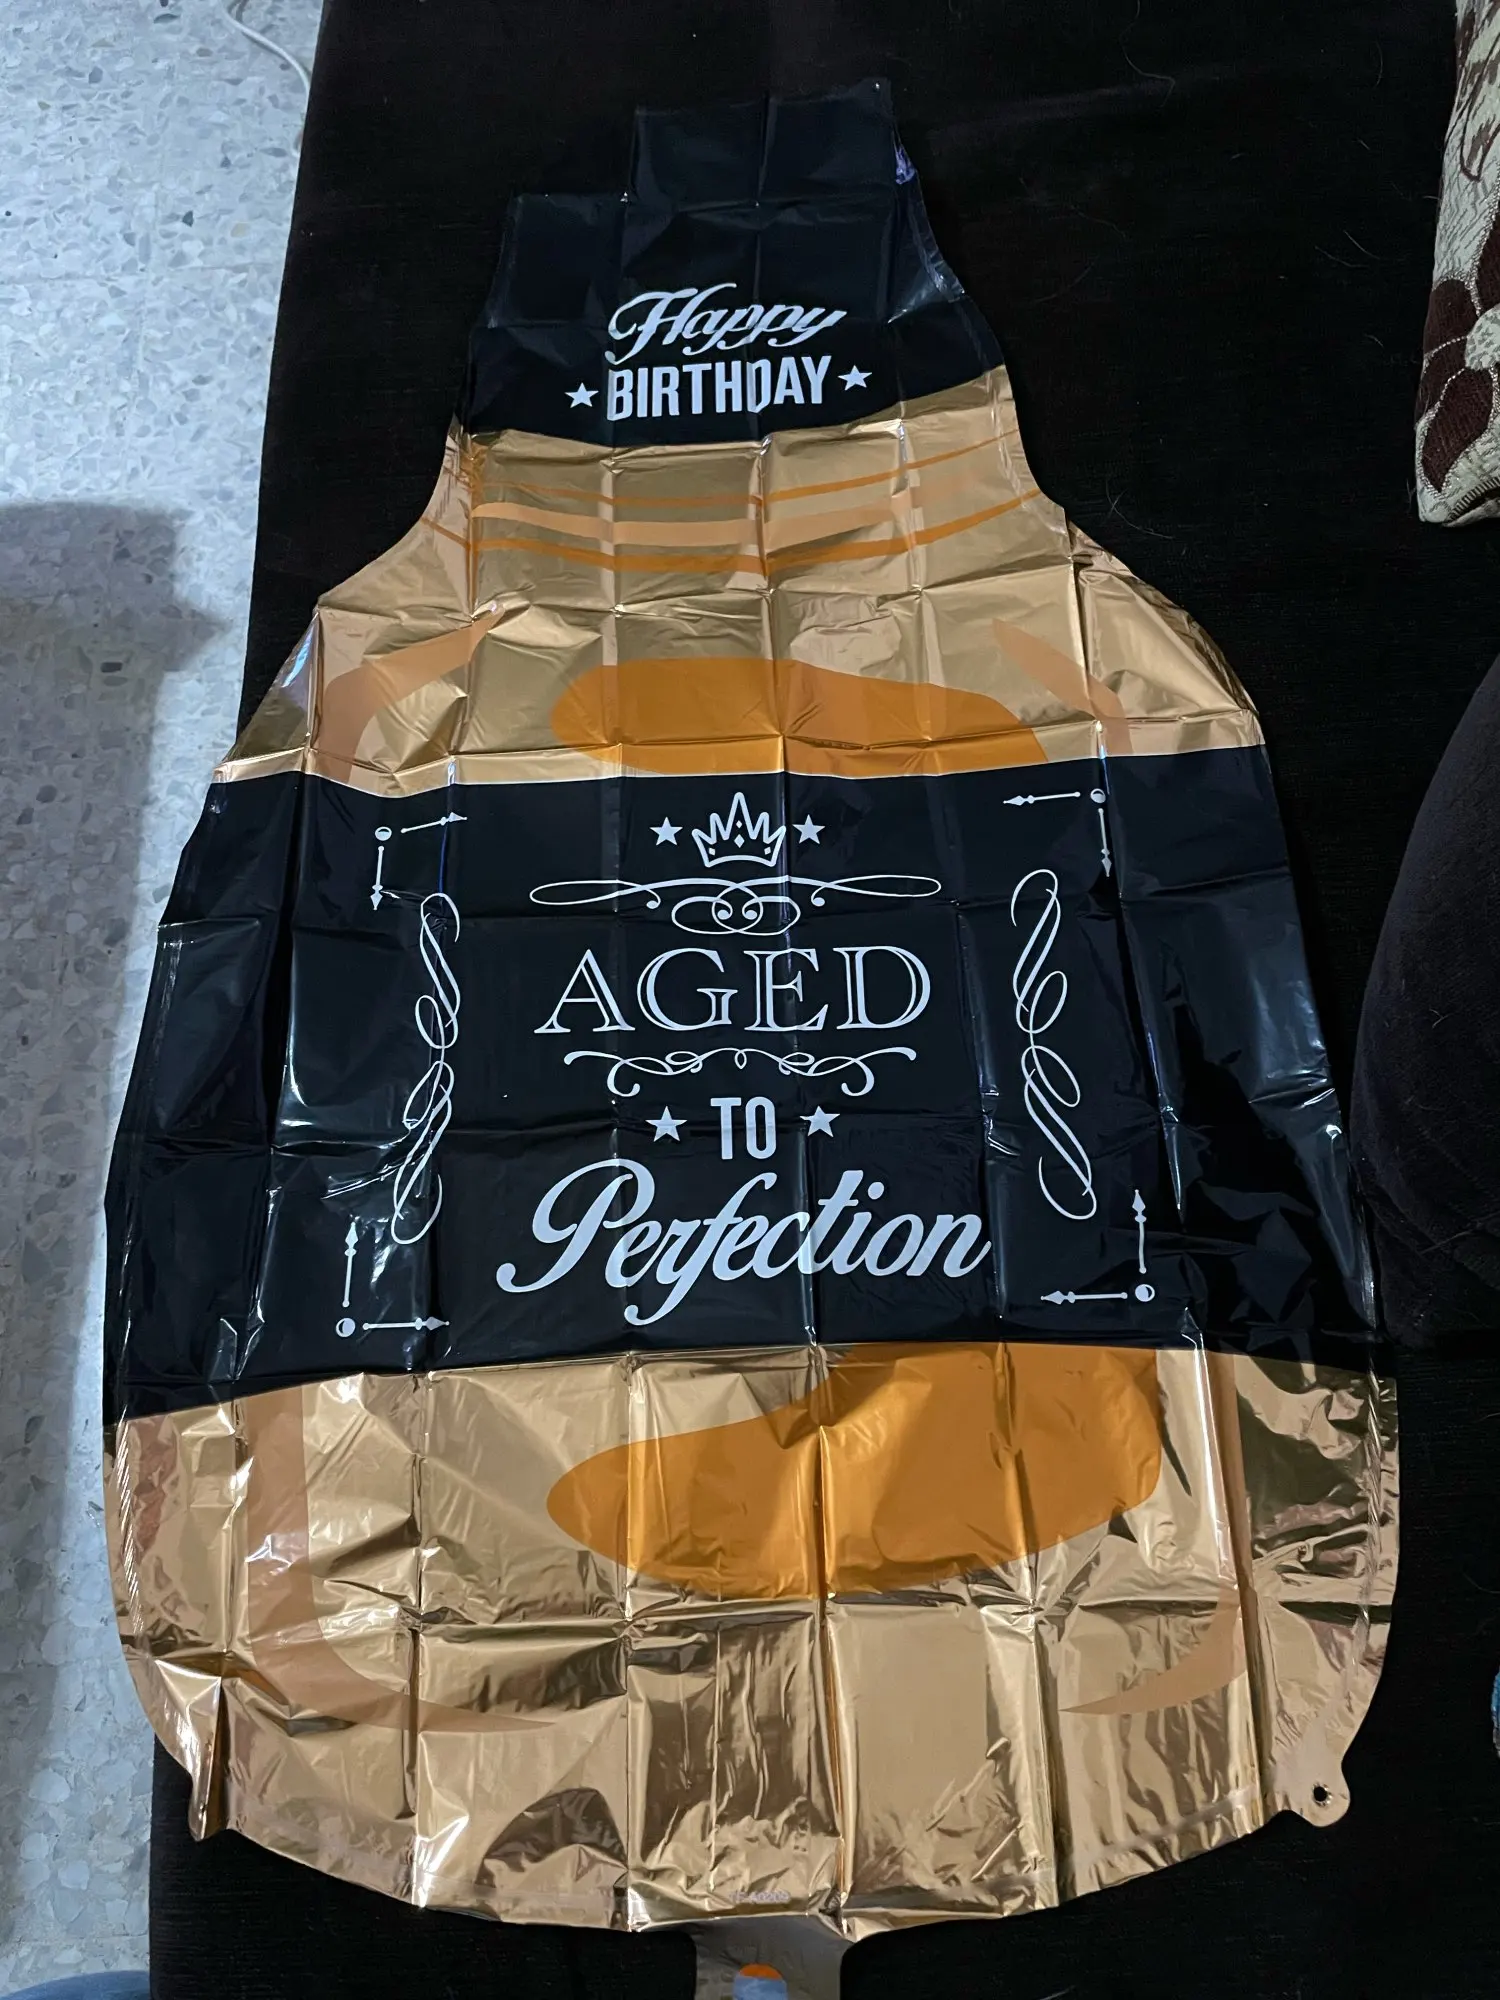 Happy
BIRTHDAY
AGED
TO
Perfection